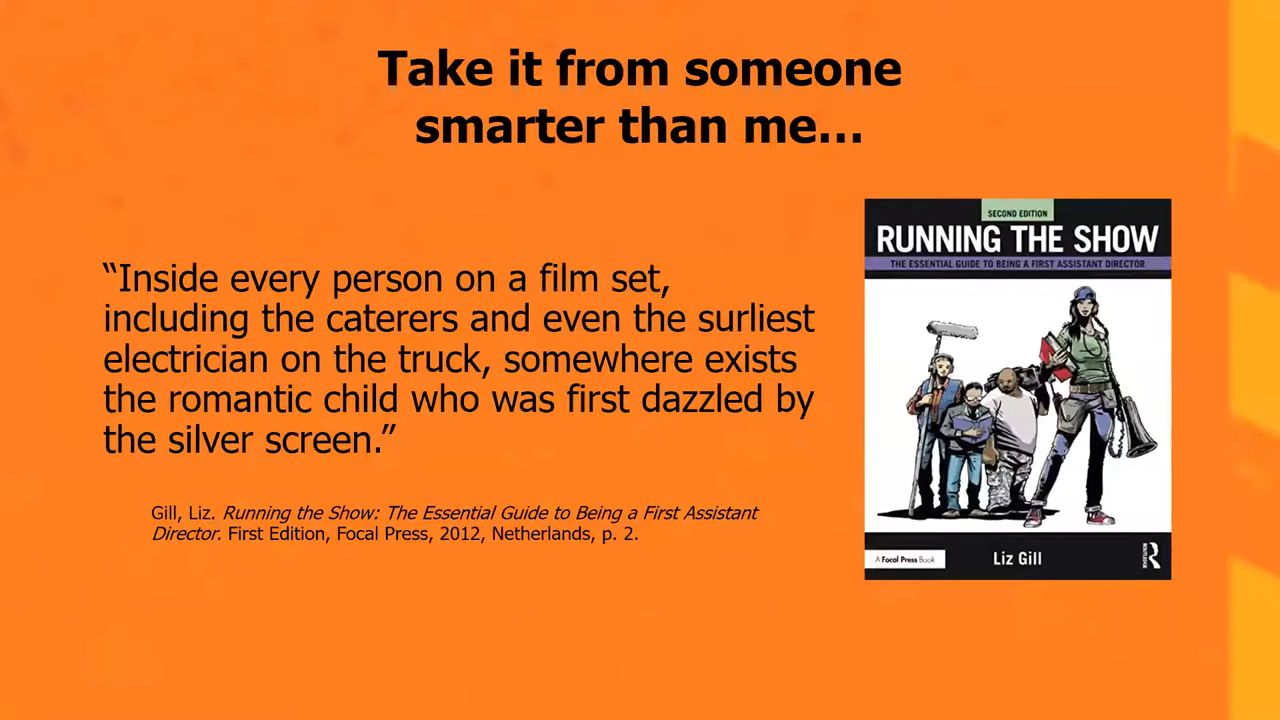 Take it from someone
smarter than me…
“Inside every person on a film set,
including the caterers and even the surliest
electrician on the truck, somewhere exists
the romantic child who was first dazzled by
the silver screen.”
Gill, Liz. Running the Show: The Essential Guide to Being a First Assistant
Director. First Edition, Focal Press, 2012, Netherlands, p. 2.
SECOND EDITION
RUNNING THE SHOW
THE ESSENTIAL GUIDE TO BEING A FIRST ASSISTANT DIRECTOR
A Focal Press Book
Liz Gill
ROUTLEDGE